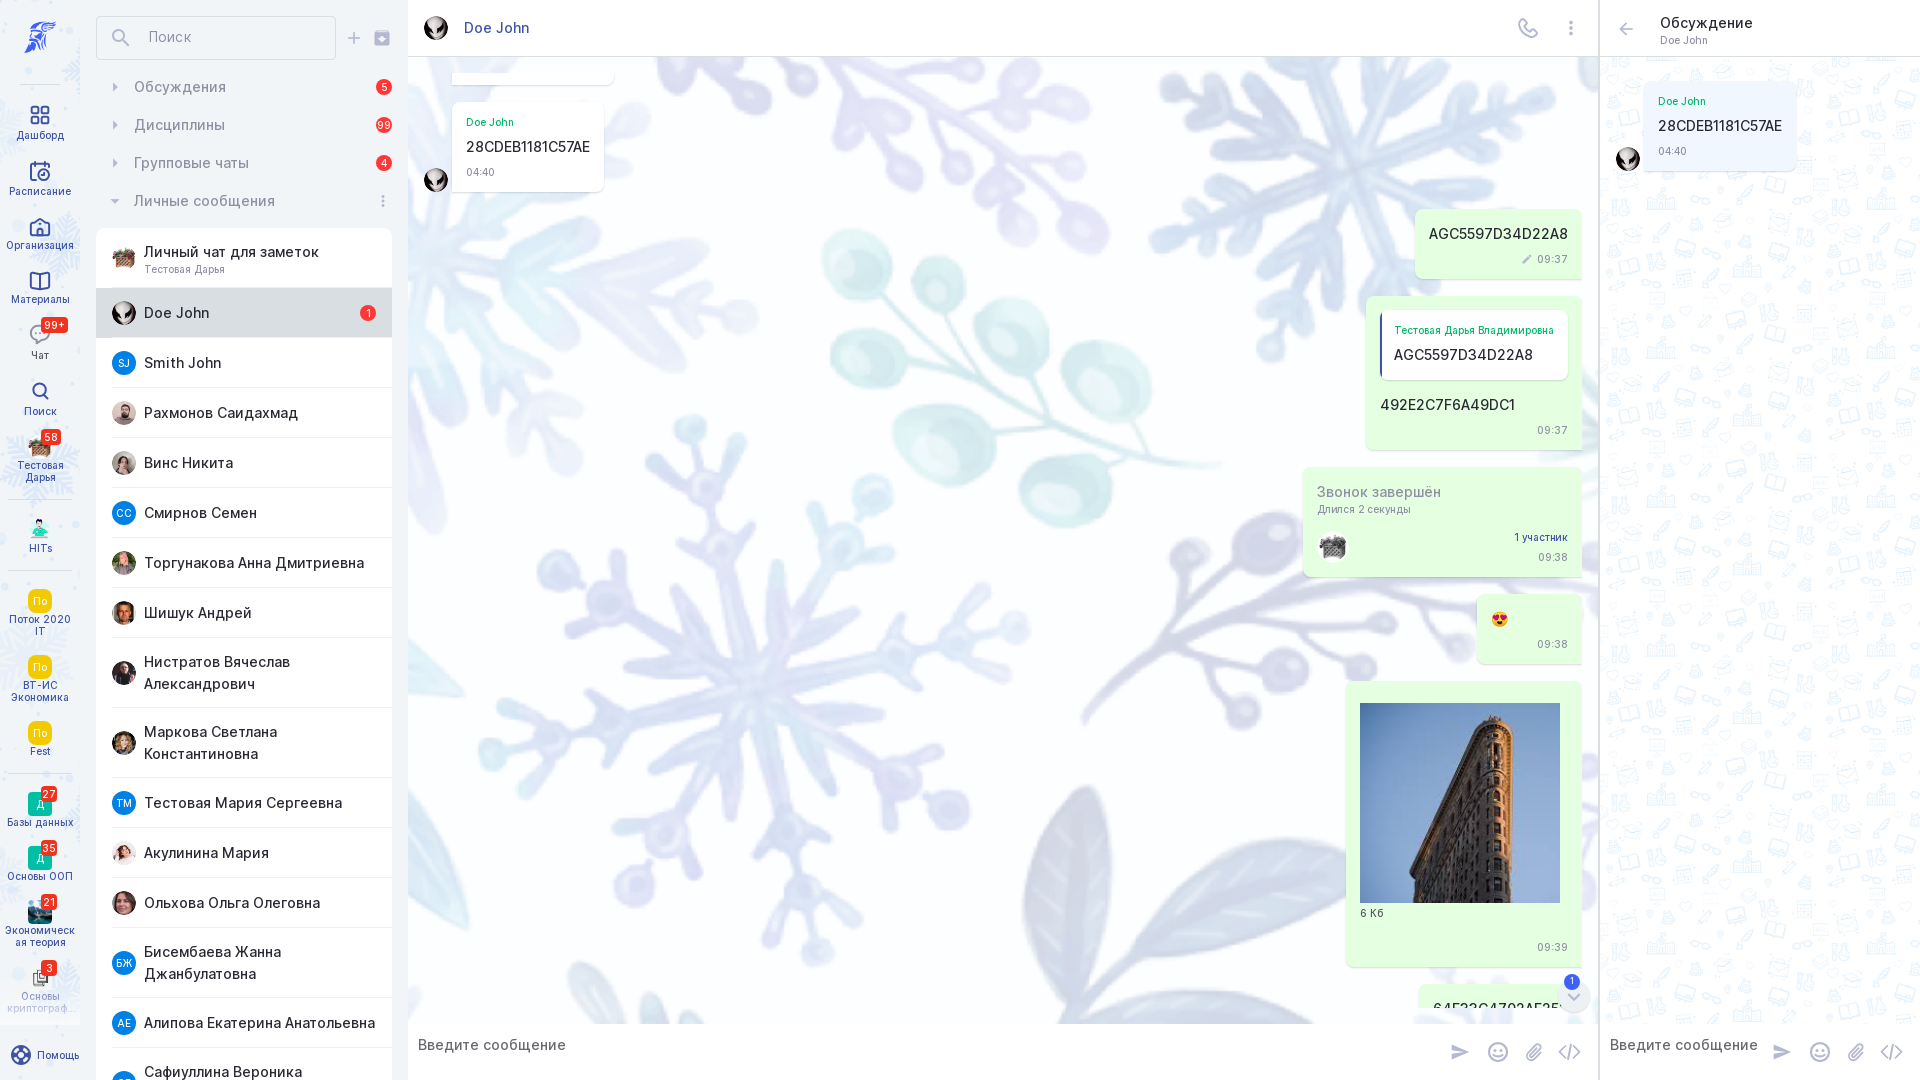 Дашборд
Расписание
Организация
Материалы
99+
Чат
Поиск
58
Тестовая
Дарья
HITs
По
Поток 2020
IT
По
ВТ-ИС
Экономика
По
Fest
27
Д
Базы данных
35
Д
Основы ООП
21
Экономическ
ая теория
3
Основы
криптограф...
Помощь
Поиск
Обсуждения
5
Дисциплины
99
Групповые чаты
4
Личные сообщения
Личный чат для заметок
Тестовая Дарья
Doe John
1
SJ
Smith John
Рахмонов Саидахмад
Винс Никита
СС
Смирнов Семен
Торгунакова Анна Дмитриевна
Шишук Андрей
Нистратов Вячеслав
Александрович
Маркова Светлана
Константиновна
ТМ
Тестовая Мария Сергеевна
Акулинина Мария
Ольхова Ольга Олеговна
БЖ
Бисембаева Жанна
Джанбулатовна
АЕ
Алипова Екатерина Анатольевна
Сафиуллина Вероника
Doe John
Doe John
28CDEB1181C57AE
04:40
AGC5597D34D22A8
09:37
Тестовая Дарья Владимировна
AGC5597D34D22A8
492E2C7F6A49DC1
09:37
Звонок завершён
Длился 2 секунды
1 участник
09:38
09:38
6 Кб
09:39
1
Введите сообщение
Обсуждение
Doe John
Doe John
28CDEB1181C57AE
04:40
Введите сообщение